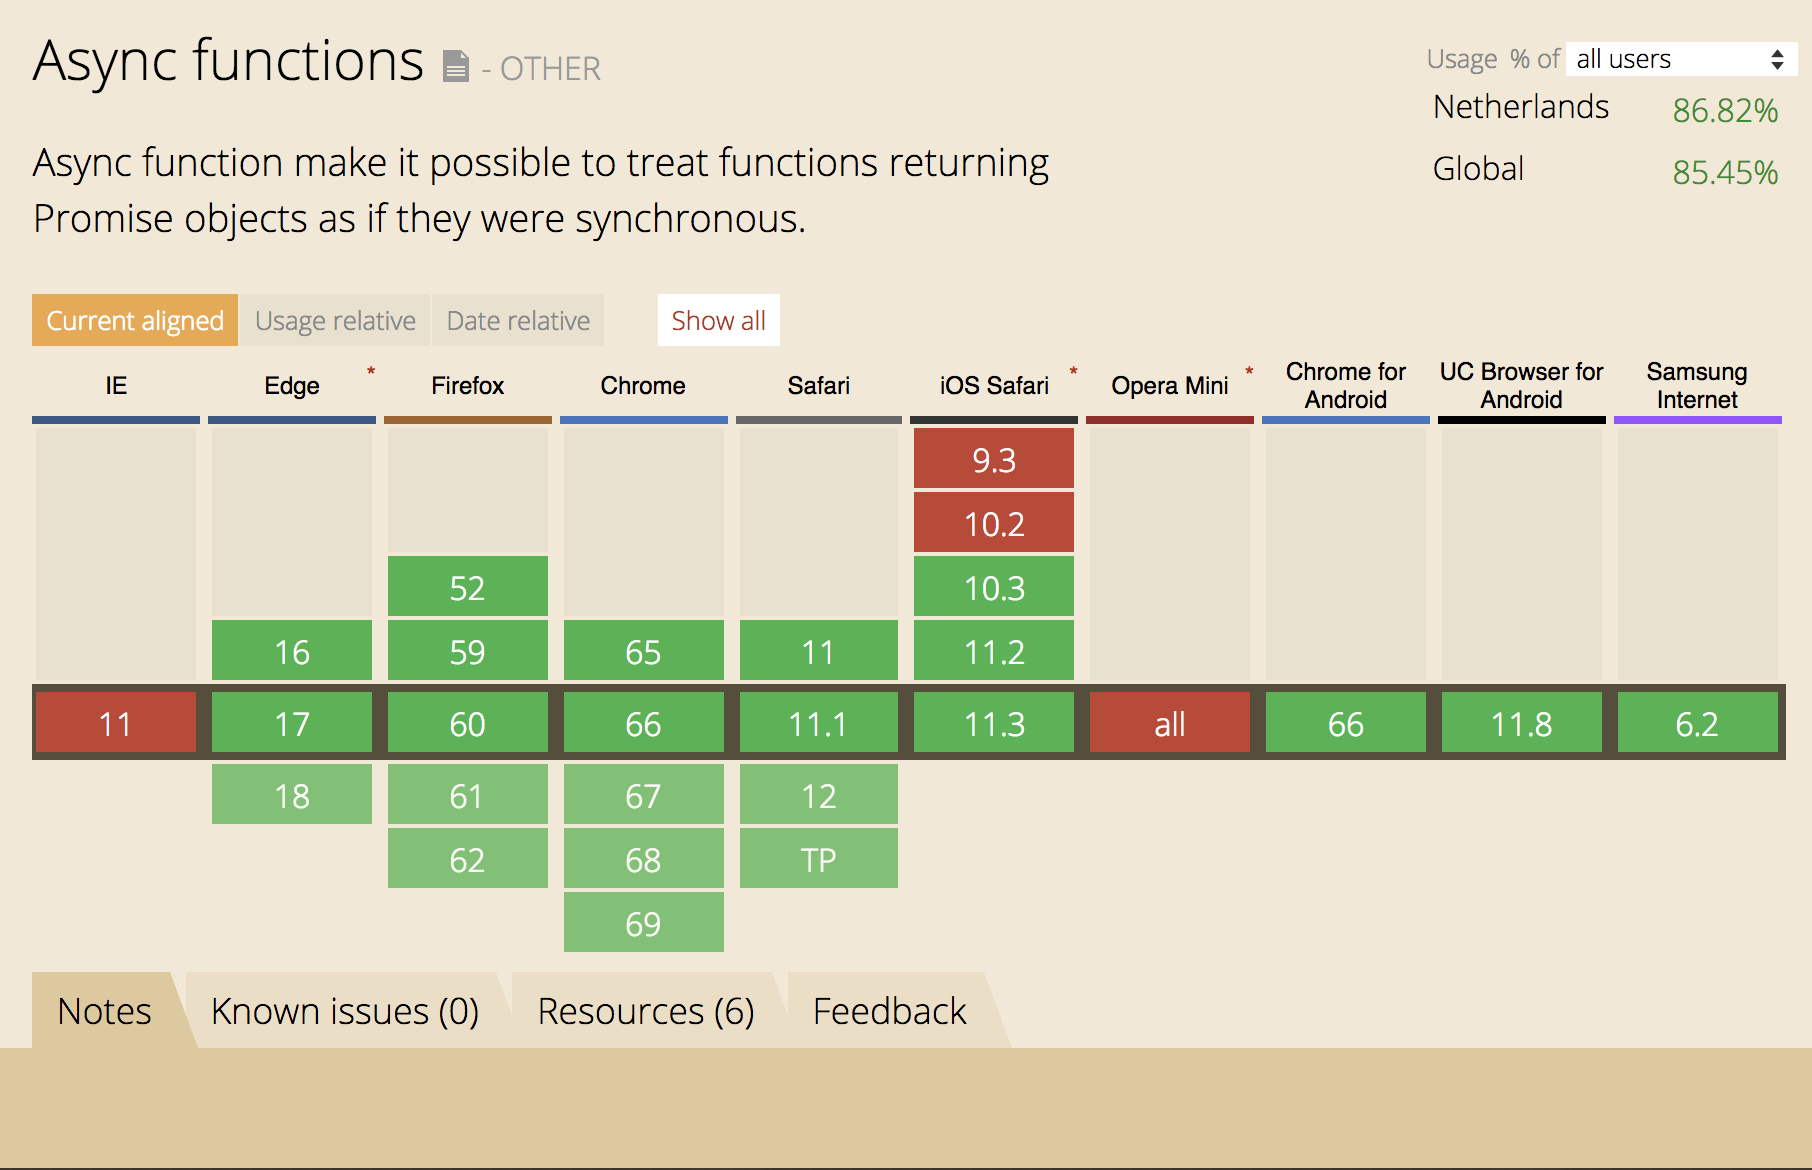 Async functions - OTHER
Usage % of all users
Netherlands 86.82%
Global 85.45%
Async function make it possible to treat functions returning
Promise objects as if they were synchronous.
Current aligned Usage relative Date relative Show all
IE Edge * Firefox Chrome Safari iOS Safari * Opera Mini * Chrome for Android UC Browser for Android Samsung Internet
9.3
10.2
52 10.3
16 59 65 11 11.2
11 17 60 66 11.1 11.3 all 66 11.8 6.2
18 61 67 12
62 68 TP
69
Notes Known issues (0) Resources (6) Feedback